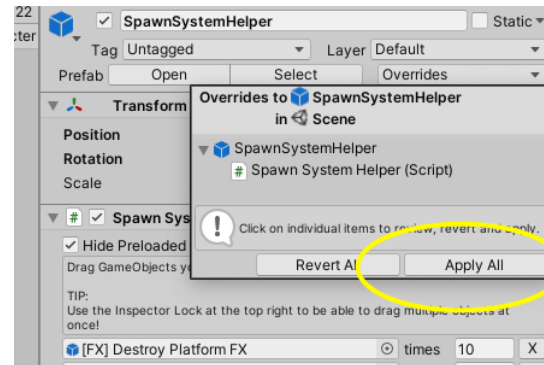 22
SpawnSystemHelper
Static
Tag Untagged Layer Default
Prefab Open Select Overrides
Overrides to SpawnSystemHelper
in Scene
Transform
Position
Rotation
Scale
SpawnSystemHelper
# Spawn System Helper (Script)
! Click on individual items to review, revert and apply.
Revert All Apply All
# Spawn Sys
Hide Preloaded
Drag GameObjects yo
TIP:
Use the Inspector Lock at the top right to be able to drag multiple objects at
once!
[FX] Destroy Platform FX times 10 X